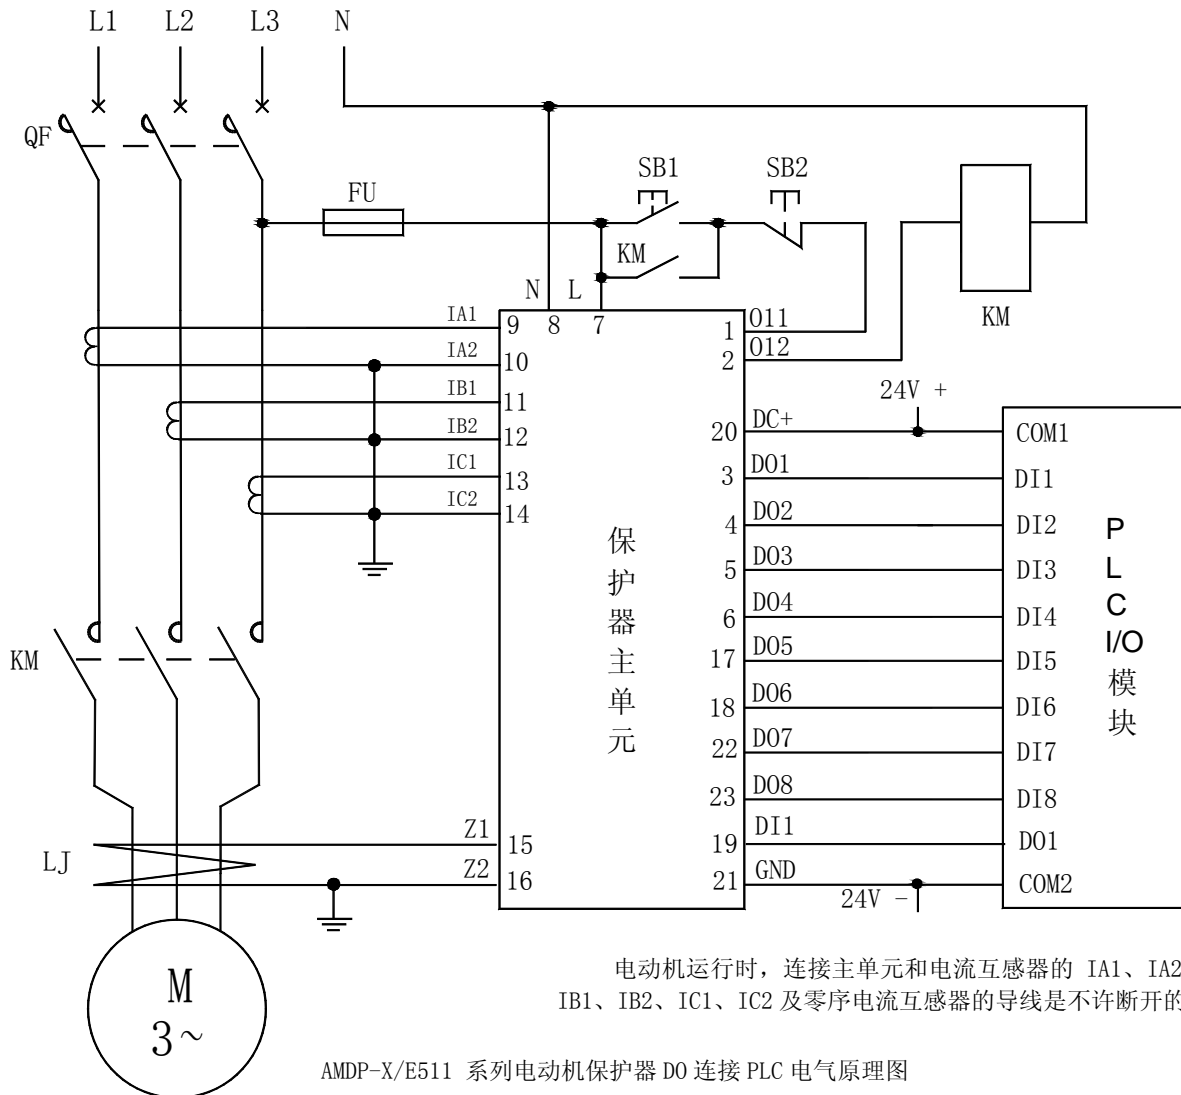 L1 L2 L3 N
QF
FU
SB1 SB2
KM
KM
N L
8 7
IA1 9
IA2 10
IB1 11
IB2 12
IC1 13
IC2 14
1 O11
2 O12
24V +
20 DC+ COM1
3 DO1 DI1
4 DO2 DI2
5 DO3 DI3
6 DO4 DI4
17 DO5 DI5
18 DO6 DI6
22 DO7 DI7
23 DO8 DI8
19 DI1 DO1
21 GND COM2
24V -
保护器主单元
P
L
C
I/O
模
块
KM
LJ
Z1 15
Z2 16
M
3~
电动机运行时，连接主单元和电流互感器的 IA1、IA2
IB1、IB2、IC1、IC2 及零序电流互感器的导线是不许断开的
AMDP-X/E511 系列电动机保护器 DO 连接 PLC 电气原理图